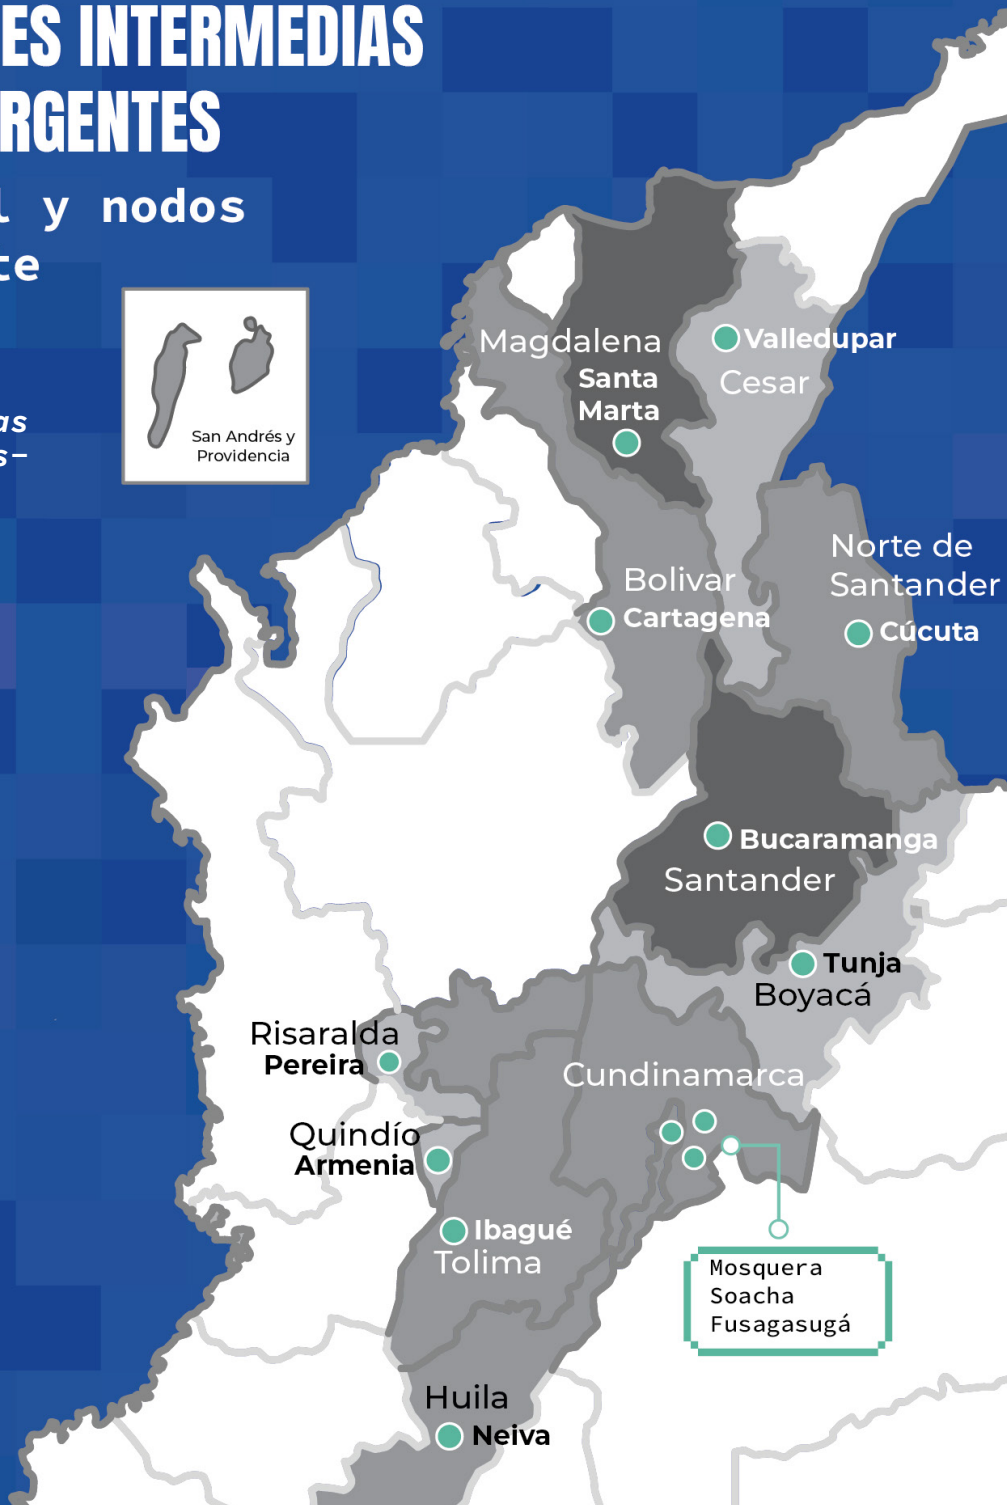 ES INTERMEDIAS
RGENTES
l y nodos
te
as
s–
San Andrés y
Providencia
Magdalena
Santa
Marta
Valledupar
Cesar
Norte de
Santander
Cúcuta
Bolivar
Cartagena
Bucaramanga
Santander
Tunja
Boyacá
Risaralda
Pereira
Cundinamarca
Quindío
Armenia
Ibagué
Tolima
Mosquera
Soacha
Fusagasugá
Huila
Neiva